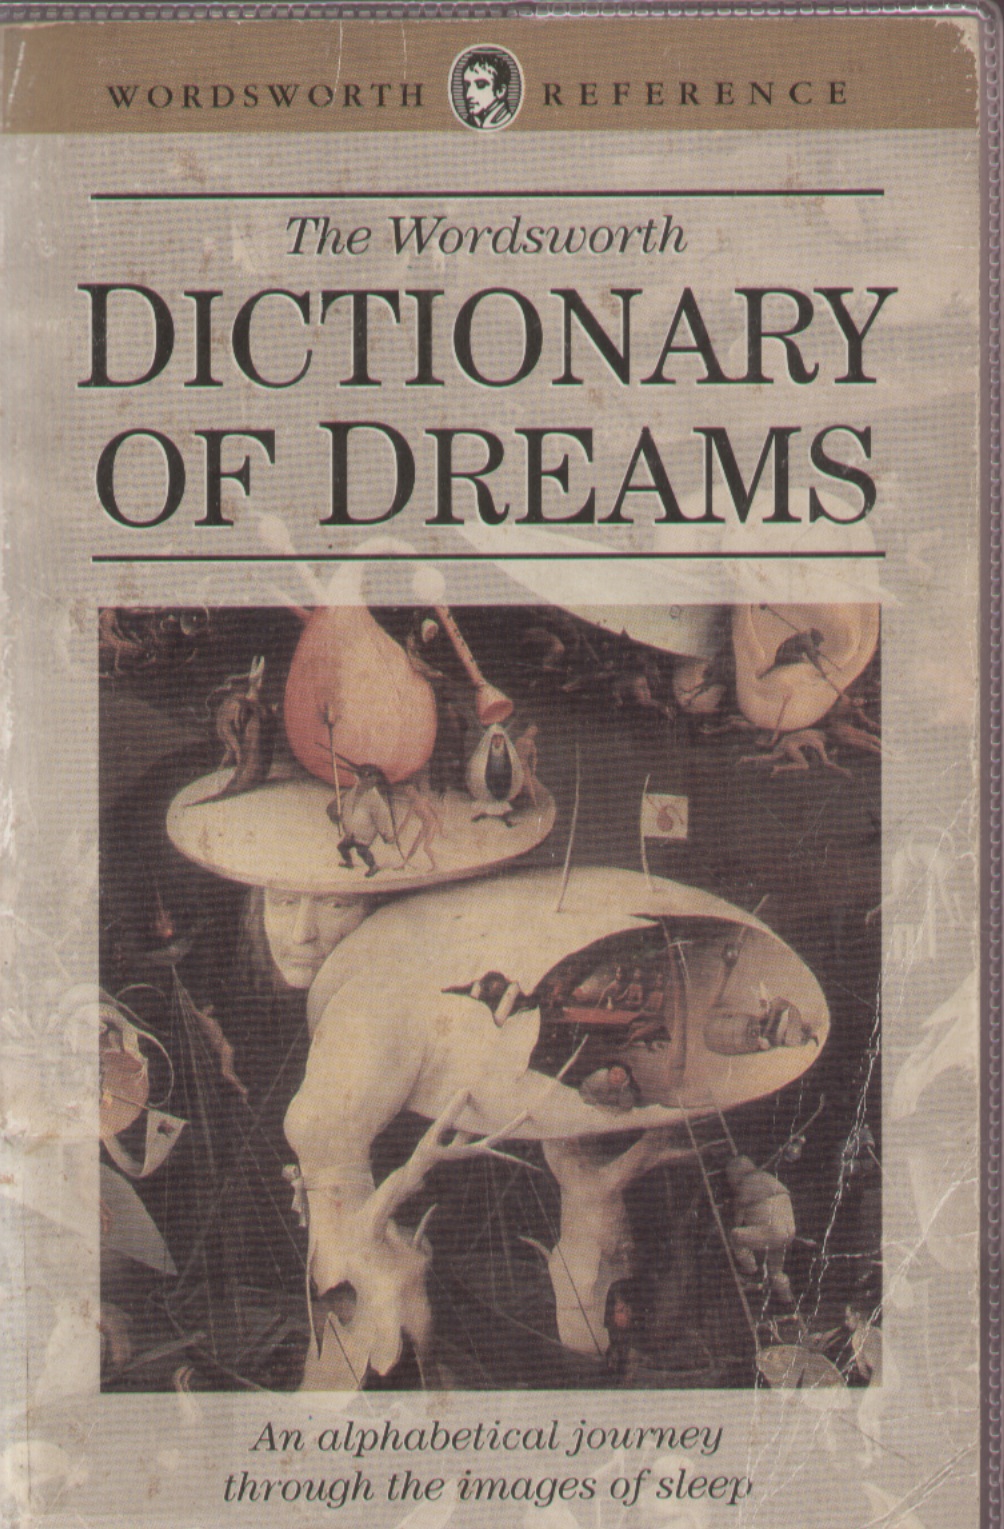 WORDSWORTH REFERENCE
The Wordsworth
DICTIONARY
OF DREAMS
An alphabetical journey
through the images of sleep